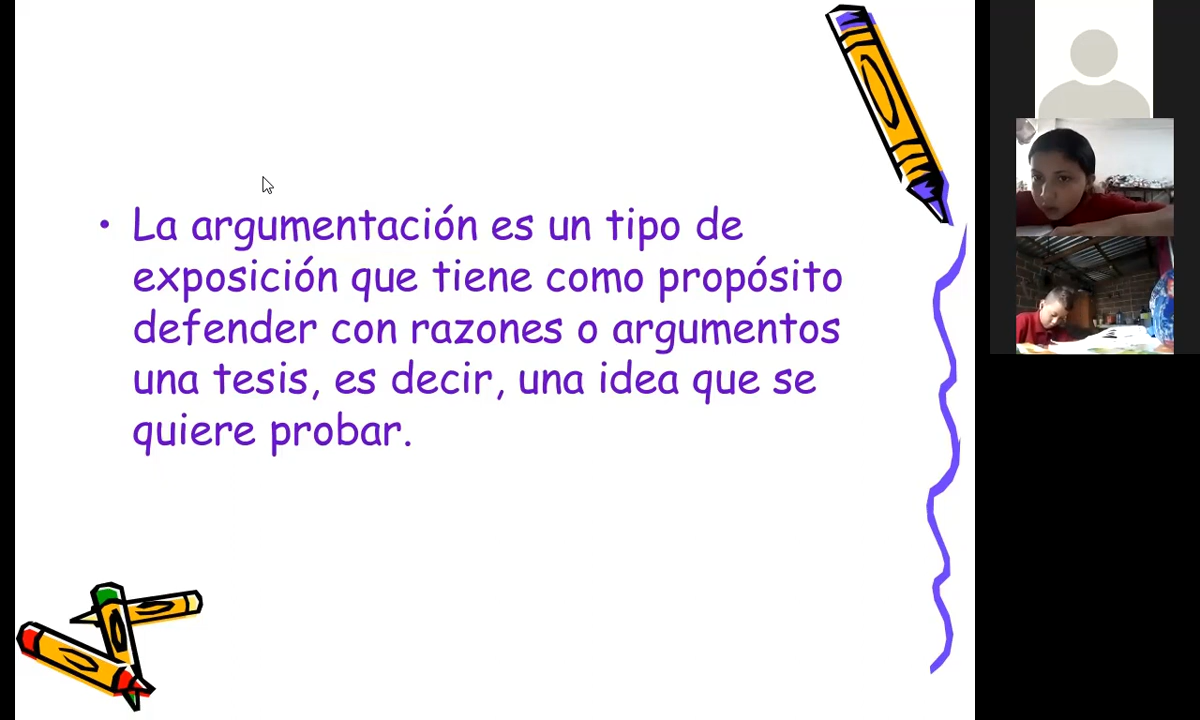 • La argumentación es un tipo de
exposición que tiene como propósito
defender con razones o argumentos
una tesis, es decir, una idea que se
quiere probar.